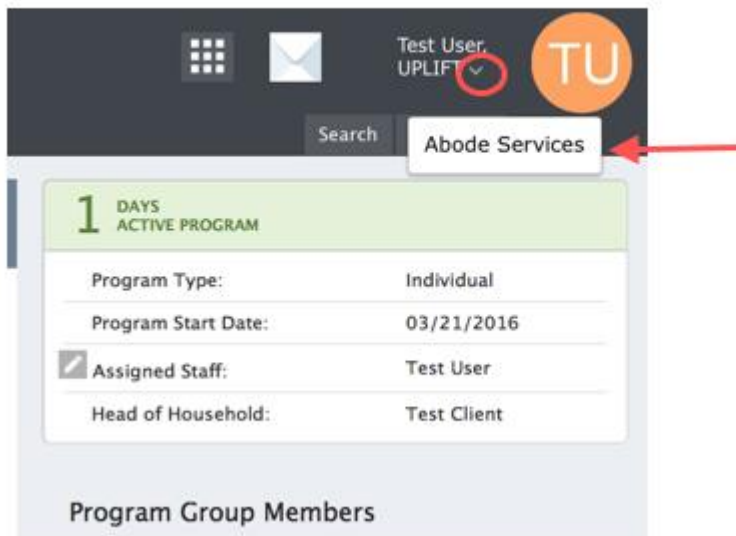 Test User,
UPLIFT
TU
Search
Abode Services
1 DAYS
ACTIVE PROGRAM
Program Type: Individual
Program Start Date: 03/21/2016
Assigned Staff: Test User
Head of Household: Test Client
Program Group Members